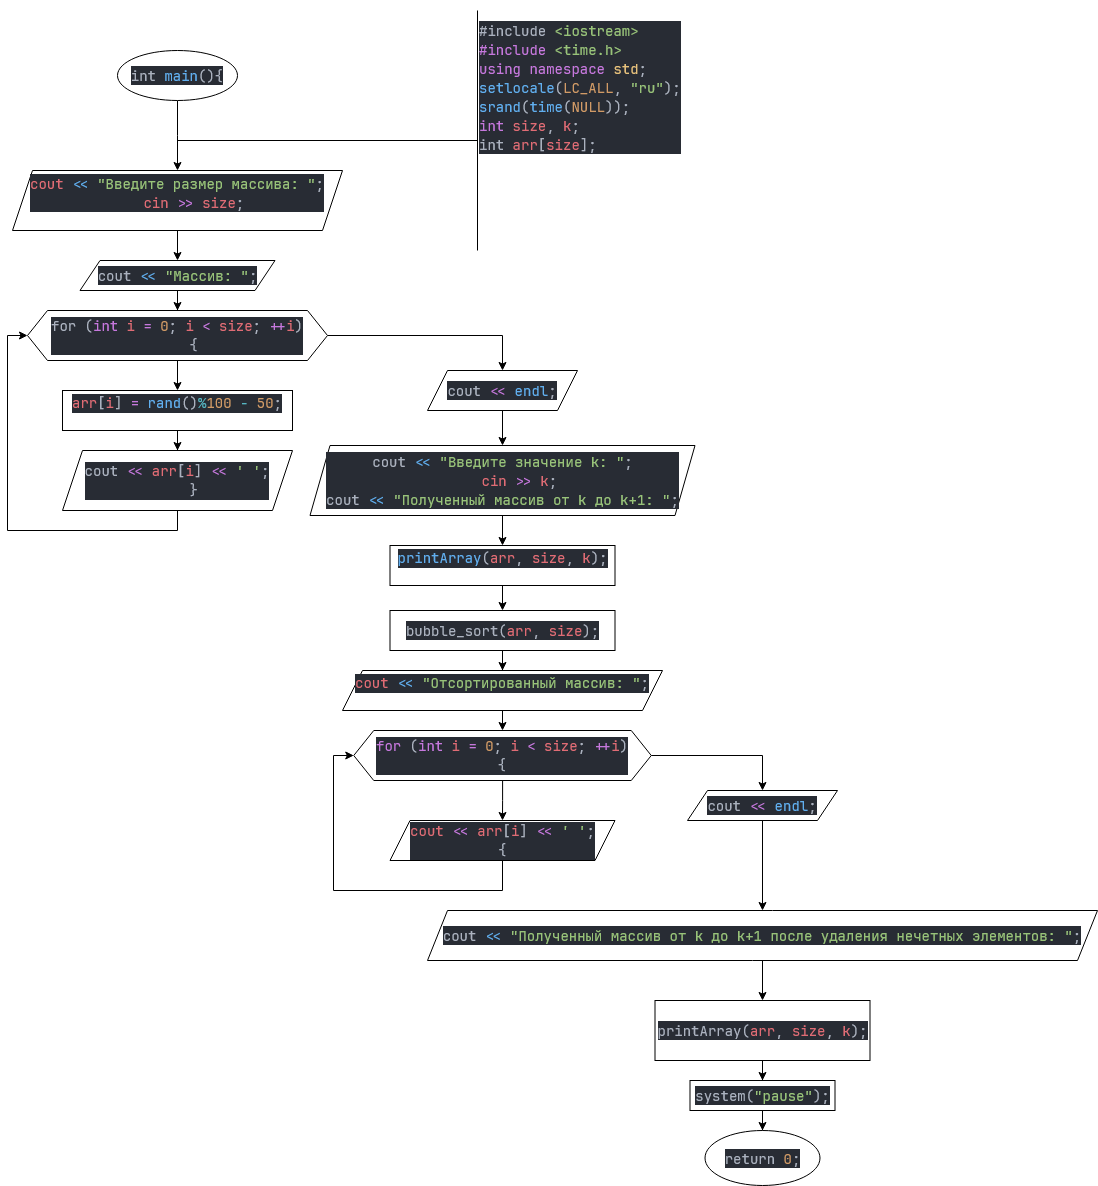 int main(){
#include <iostream>
#include <time.h>
using namespace std;
setlocale(LC_ALL, "ru");
srand(time(NULL));
int size, k;
int arr[size];
cout << "Введите размер массива: ";
cin >> size;
cout << "Массив: ";
for (int i = 0; i < size; ++i)
{
arr[i] = rand()%100 - 50;
cout << arr[i] << ' ';
}
cout << endl;
cout << "Введите значение k: ";
cin >> k;
cout << "Полученный массив от k до k+1: ";
printArray(arr, size, k);
bubble_sort(arr, size);
cout << "Отсортированный массив: ";
for (int i = 0; i < size; ++i)
{
cout << arr[i] << ' ';
{
cout << endl;
cout << "Полученный массив от k до k+1 после удаления нечетных элементов: ";
printArray(arr, size, k);
system("pause");
return 0;